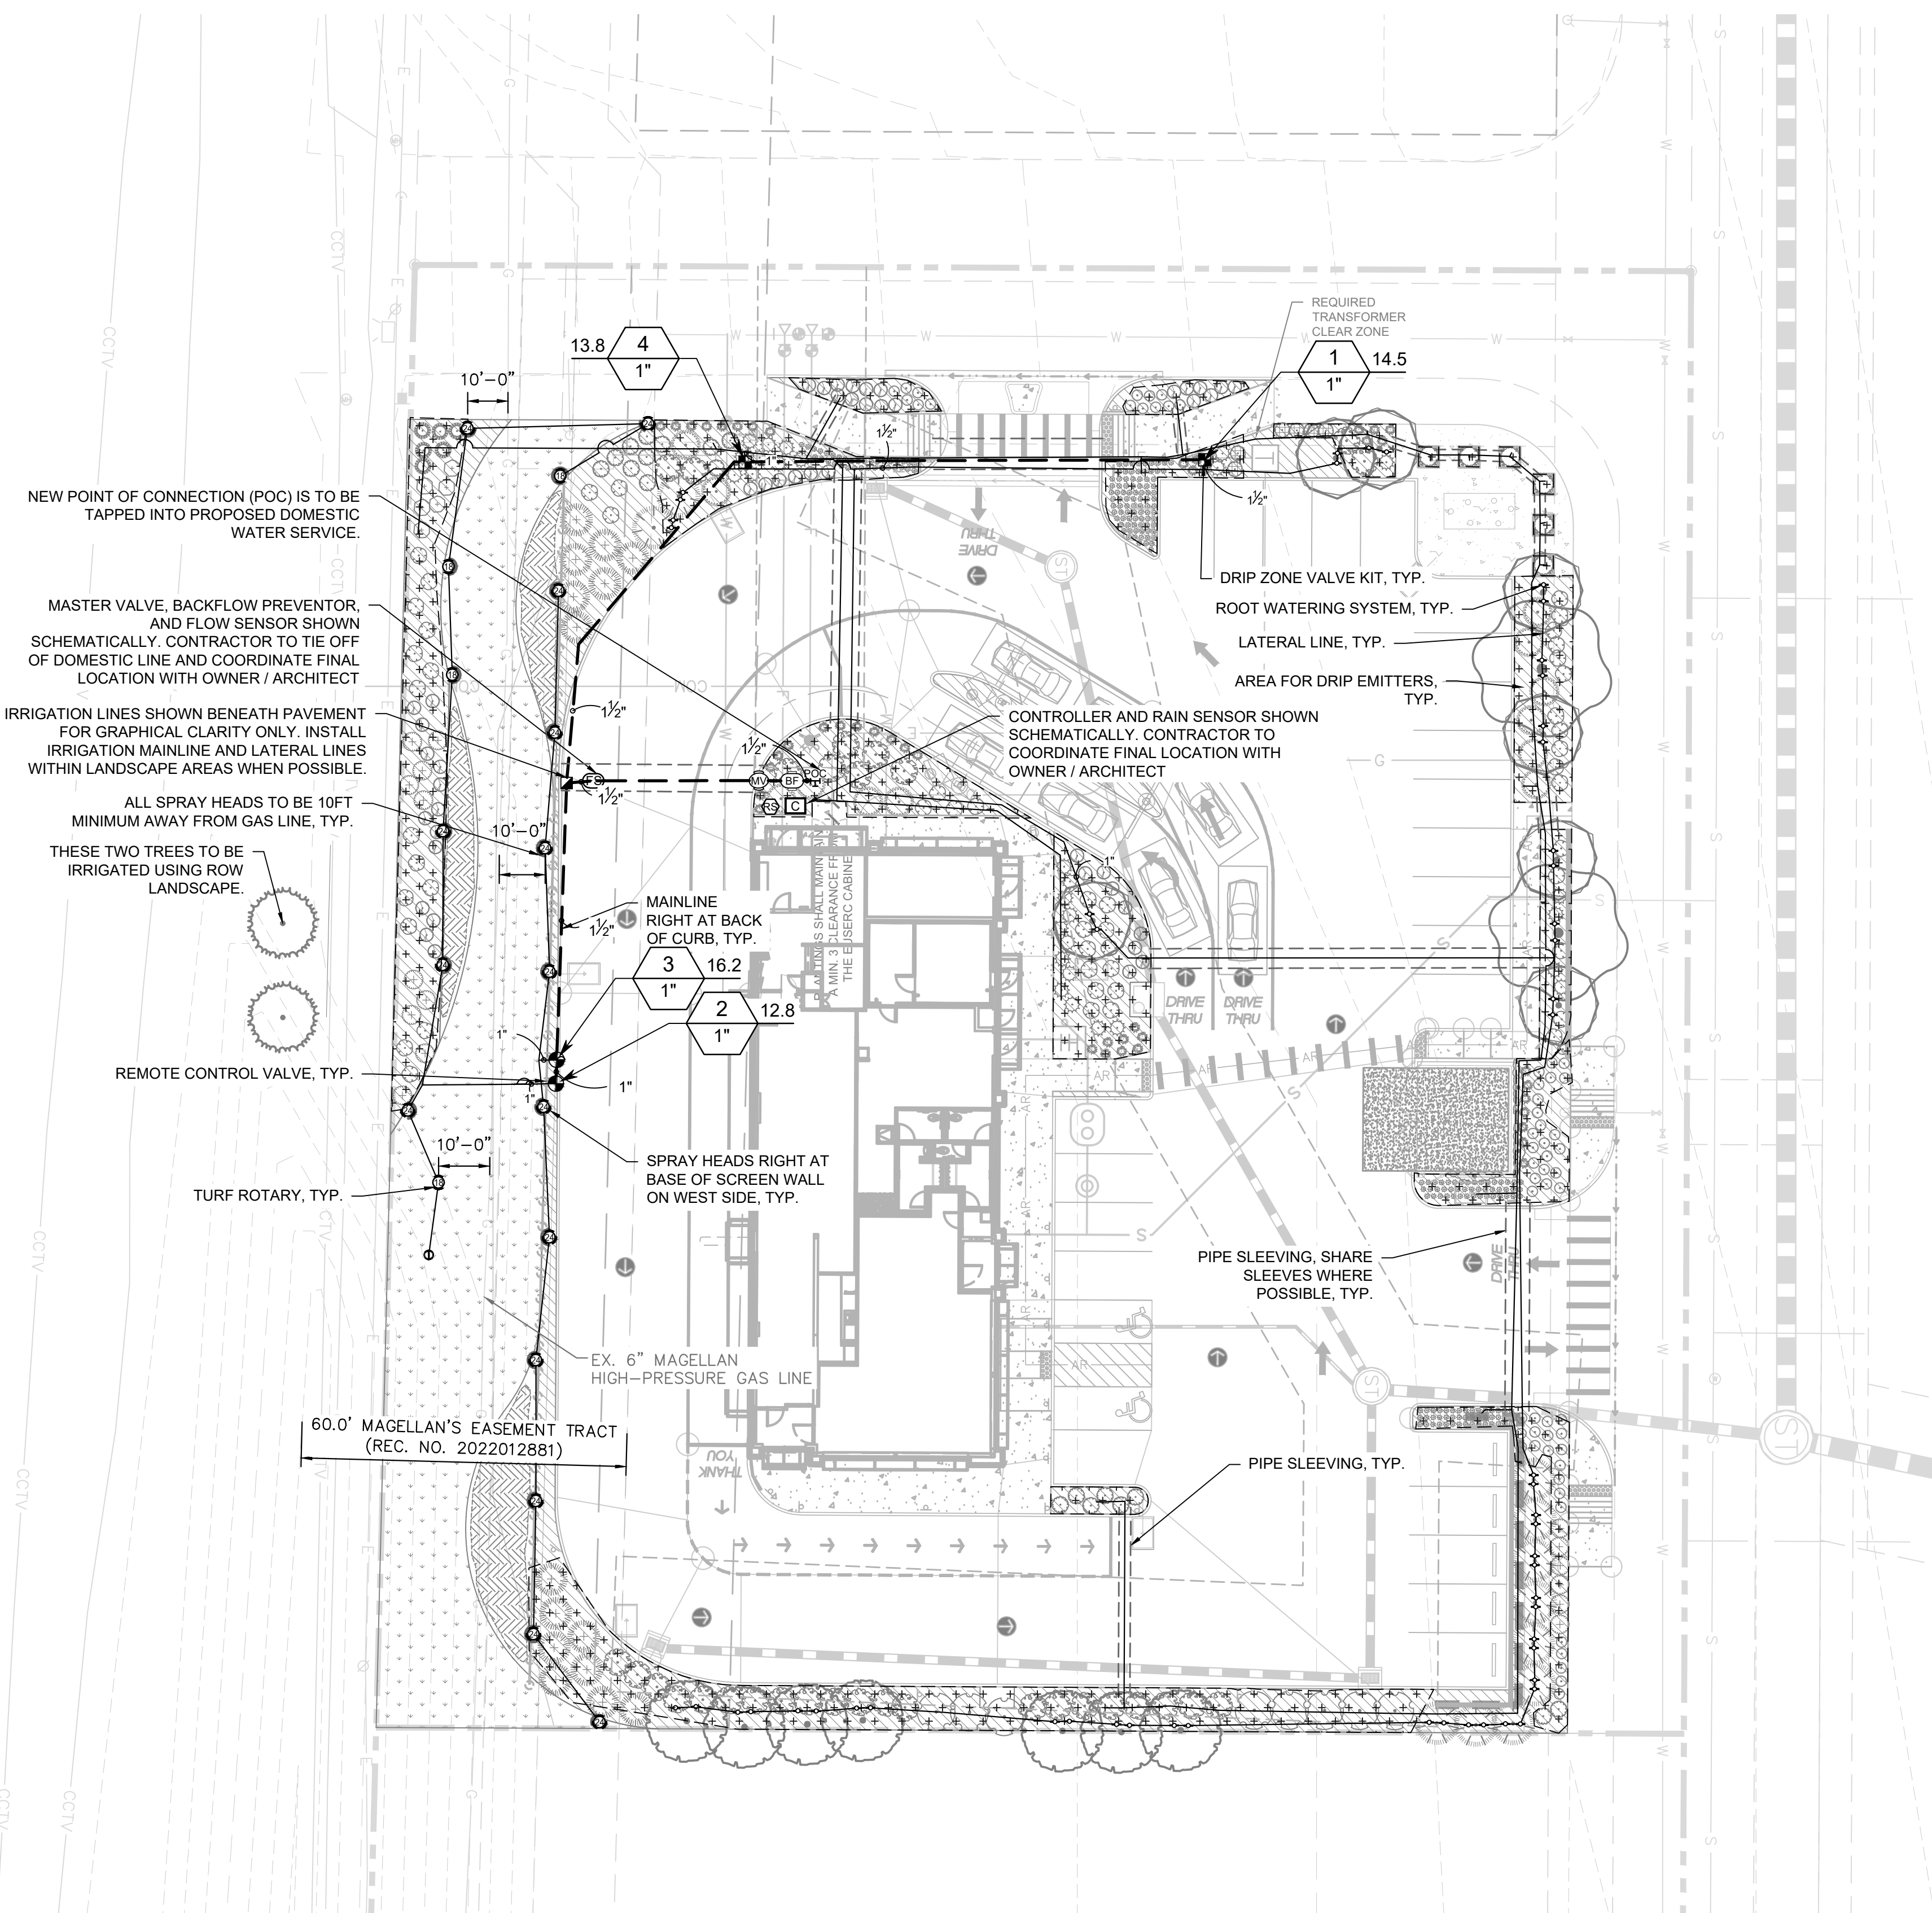 REQUIRED
TRANSFORMER
CLEAR ZONE
13.8
4
1"
1
1"
14.5
10'-0"
1½"
1"
1½"
NEW POINT OF CONNECTION (POC) IS TO BE
TAPPED INTO PROPOSED DOMESTIC
WATER SERVICE.
DRIVE
THRU
DRIP ZONE VALVE KIT, TYP.
ROOT WATERING SYSTEM, TYP.
LATERAL LINE, TYP.
AREA FOR DRIP EMITTERS,
TYP.
MASTER VALVE, BACKFLOW PREVENTOR,
AND FLOW SENSOR SHOWN
SCHEMATICALLY. CONTRACTOR TO TIE OFF
OF DOMESTIC LINE AND COORDINATE FINAL
LOCATION WITH OWNER / ARCHITECT
IRRIGATION LINES SHOWN BENEATH PAVEMENT
FOR GRAPHICAL CLARITY ONLY. INSTALL
IRRIGATION MAINLINE AND LATERAL LINES
WITHIN LANDSCAPE AREAS WHEN POSSIBLE.
1½"
1½"
CONTROLLER AND RAIN SENSOR SHOWN
SCHEMATICALLY. CONTRACTOR TO
COORDINATE FINAL LOCATION WITH
OWNER / ARCHITECT
FS
MV
BF
POC
1½"
RS
C
ALL SPRAY HEADS TO BE 10FT
MINIMUM AWAY FROM GAS LINE, TYP.
10'-0"
THESE TWO TREES TO BE
IRRIGATED USING ROW
LANDSCAPE.
1"
PLANTINGS SHALL MAINTAIN
A MIN. 3' CLEARANCE FROM
THE EUSERC CABINET
MAINLINE
RIGHT AT BACK
OF CURB, TYP.
1½"
3
1"
16.2
2
1"
12.8
DRIVE
THRU
DRIVE
THRU
1"
REMOTE CONTROL VALVE, TYP.
1"
1"
10'-0"
SPRAY HEADS RIGHT AT
BASE OF SCREEN WALL
ON WEST SIDE, TYP.
TURF ROTARY, TYP.
PIPE SLEEVING, SHARE
SLEEVES WHERE
POSSIBLE, TYP.
DRIVE
THRU
EX. 6" MAGELLAN
HIGH-PRESSURE GAS LINE
60.0' MAGELLAN'S EASEMENT TRACT
(REC. NO. 2022012881)
THANK
YOU
PIPE SLEEVING, TYP.